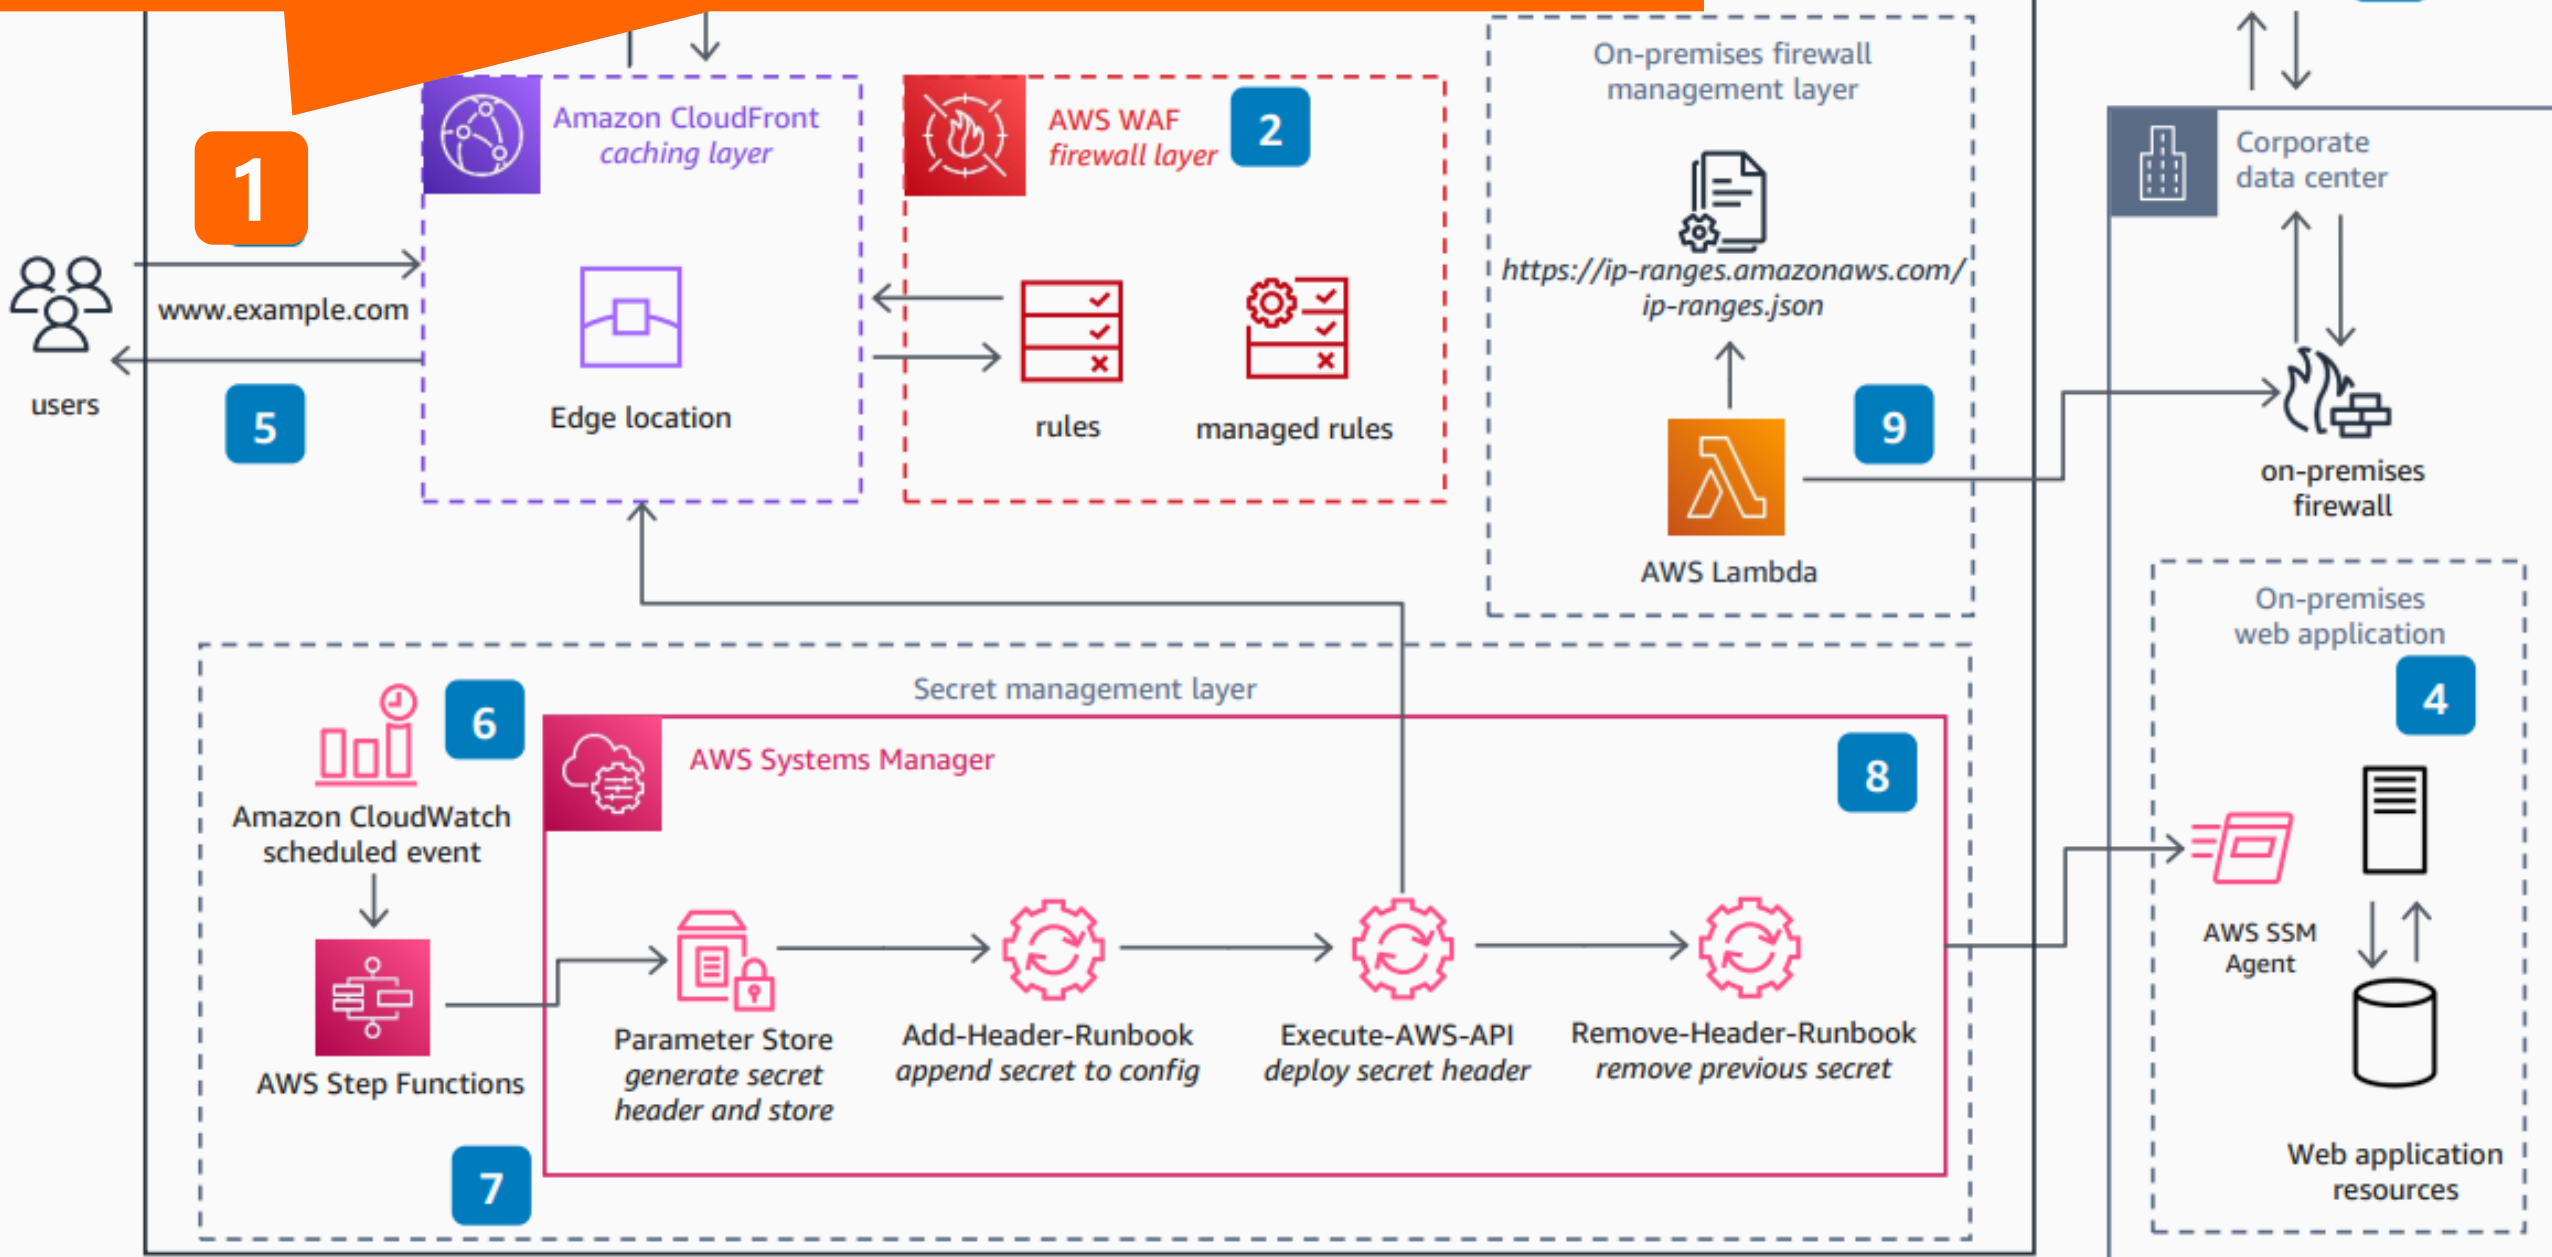 On-premises firewall
management layer
Amazon CloudFront
caching layer
AWS WAF
firewall layer
2
Corporate
data center
1
https://ip-ranges.amazonaws.com/
ip-ranges.json
www.example.com
users
5
Edge location
rules
managed rules
9
on-premises
firewall
AWS Lambda
On-premises
web application
4
Secret management layer
6
AWS Systems Manager
8
Amazon CloudWatch
scheduled event
AWS SSM
Agent
Parameter Store
generate secret
header and store
Add-Header-Runbook
append secret to config
Execute-AWS-API
deploy secret header
Remove-Header-Runbook
remove previous secret
AWS Step Functions
7
Web application
resources